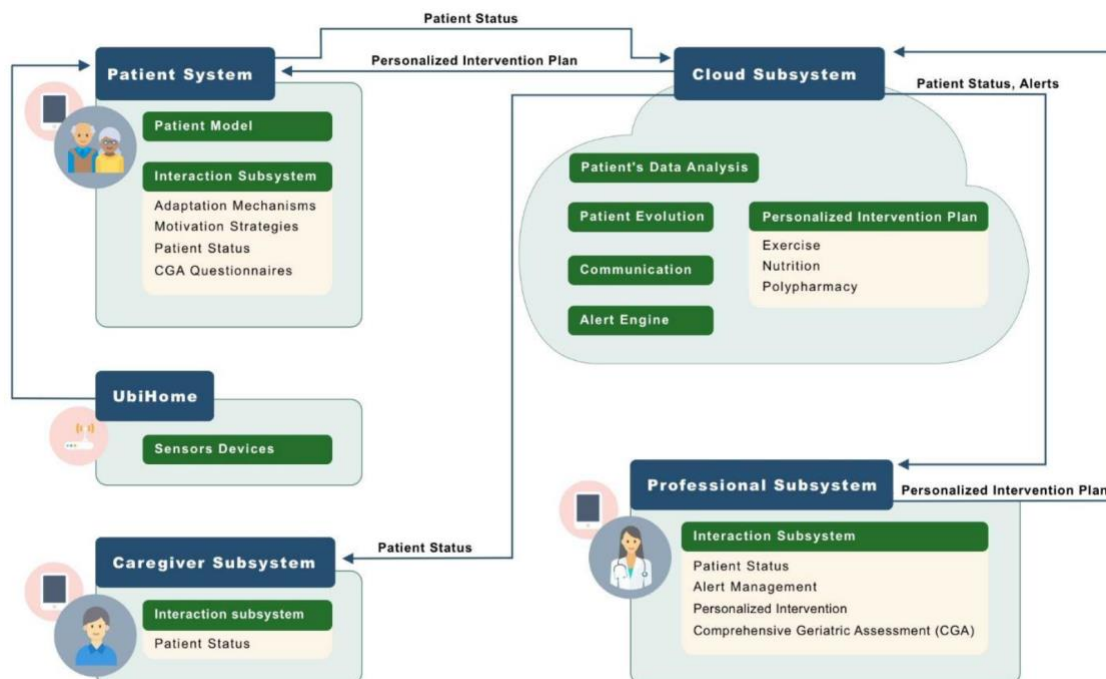 Patient Status
Patient System
Personalized Intervention Plan
Cloud Subsystem
Patient Status, Alerts
Patient Model
Interaction Subsystem
Adaptation Mechanisms
Motivation Strategies
Patient Status
CGA Questionnaires
Patient's Data Analysis
Patient Evolution
Communication
Alert Engine
Personalized Intervention Plan
Exercise
Nutrition
Polypharmacy
UbiHome
Sensors Devices
Professional Subsystem
Personalized Intervention Plan
Interaction Subsystem
Patient Status
Alert Management
Personalized Intervention
Comprehensive Geriatric Assessment (CGA)
Patient Status
Caregiver Subsystem
Interaction subsystem
Patient Status